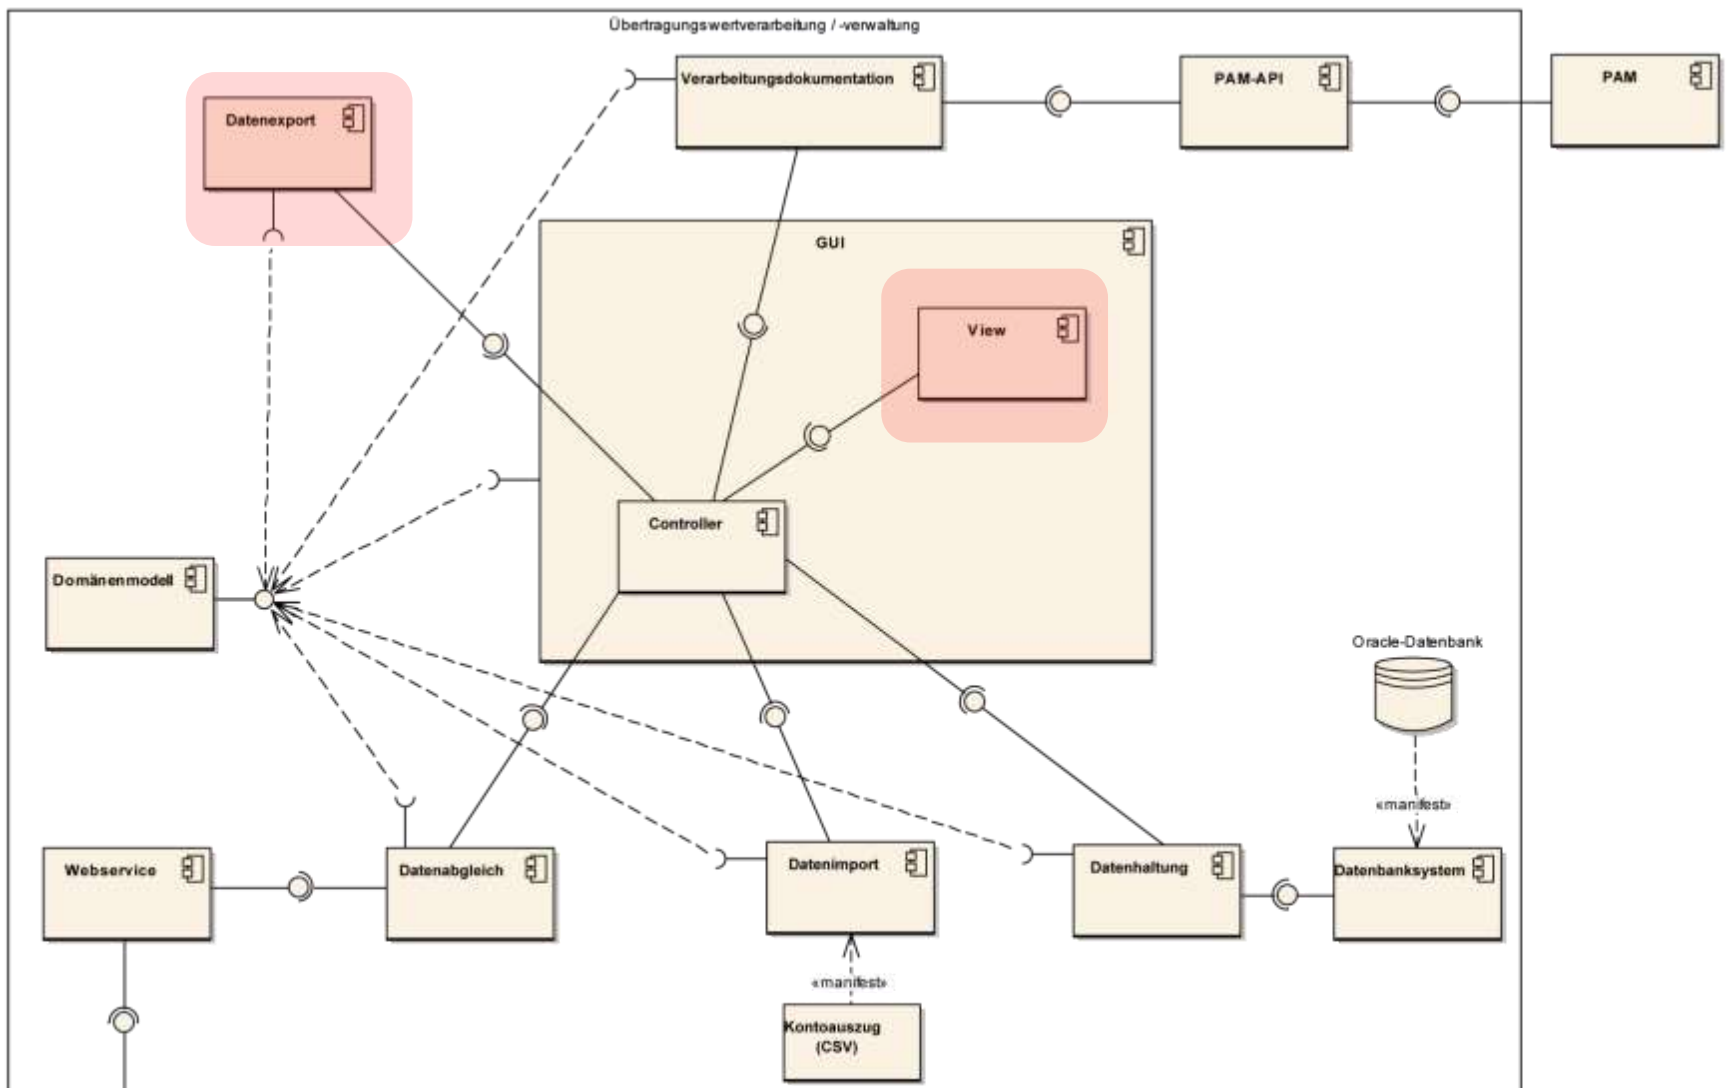 Übertragungswertverarbeitung / -verwaltung
Datenexport
Verarbeitungsdokumentation
PAM-API
PAM
GUI
View
Controller
Domänenmodell
Oracle-Datenbank
«manifest»
Webservice
Datenabgleich
Datenimport
Datenhaltung
Datenbanksystem
«manifest»
Kontoauszug
(CSV)